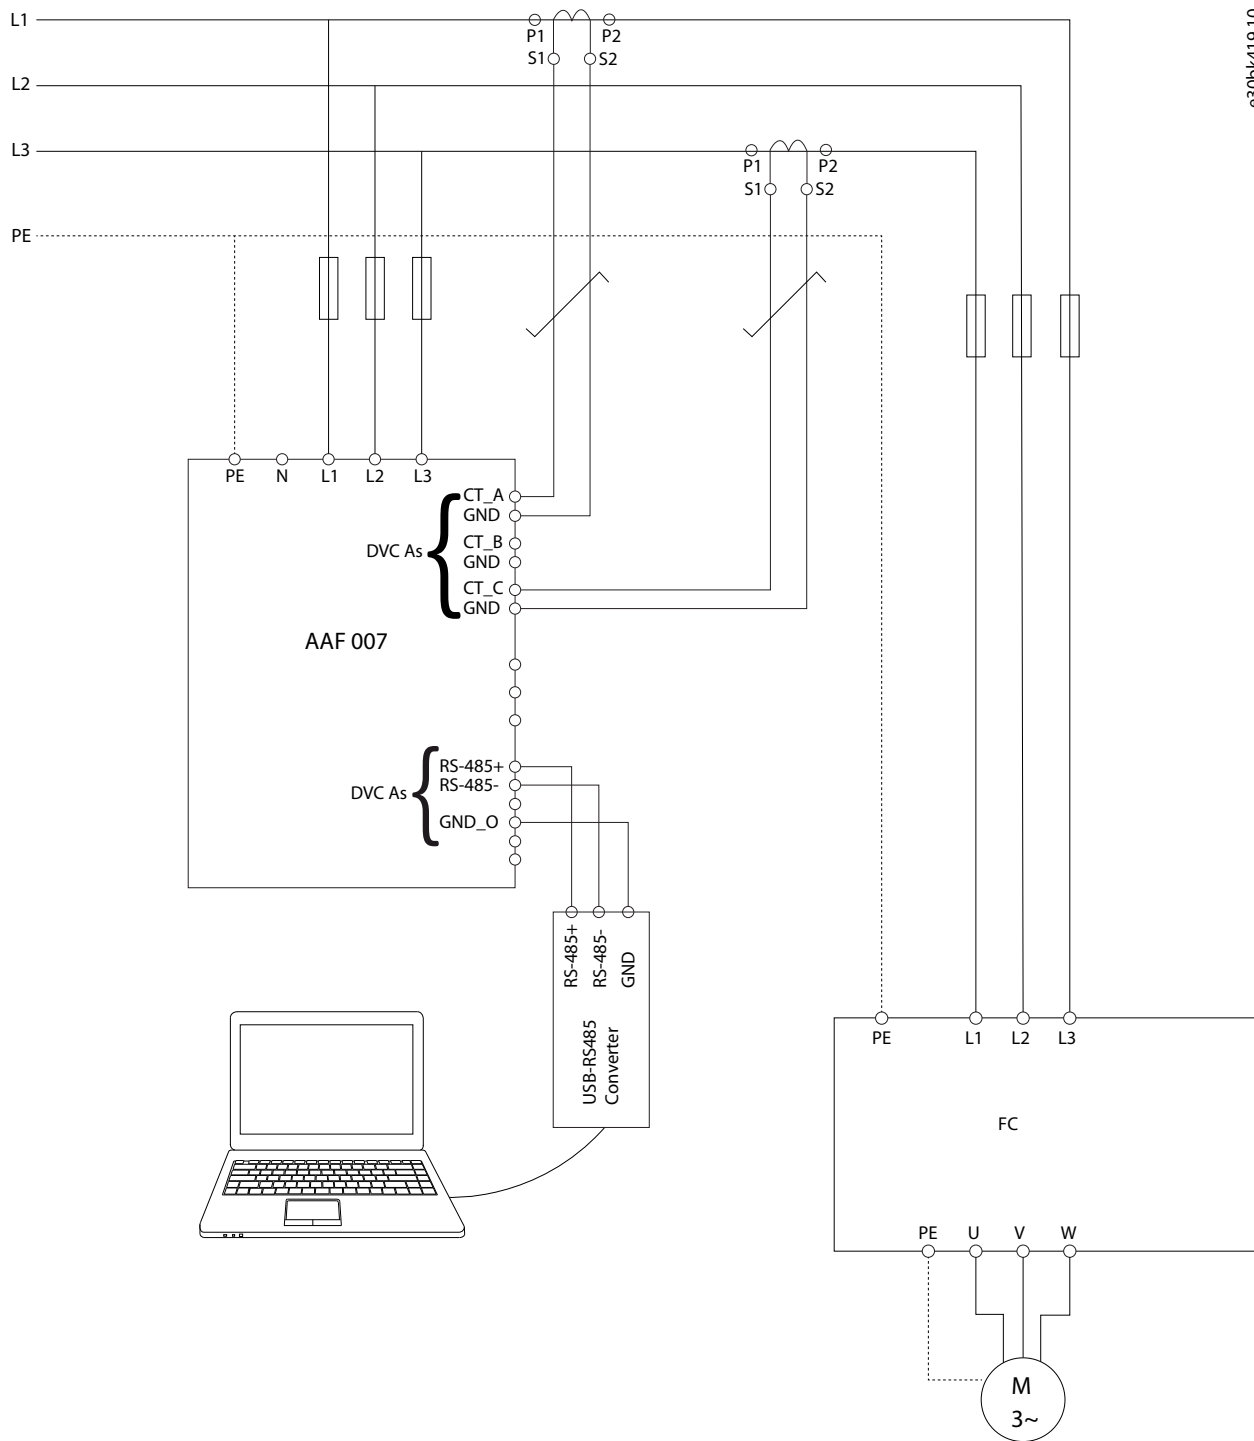 L1
P1
P2
S1
S2
L2
L3
P1
P2
S1
S2
PE
PE
N
L1
L2
L3
CT_A
GND
CT_B
GND
CT_C
GND
DVC As
AAF 007
RS-485+
RS-485-
GND_O
DVC As
RS-485+
RS-485-
GND
USB-RS485
Converter
PE
L1
L2
L3
FC
PE
U
V
W
M
3~